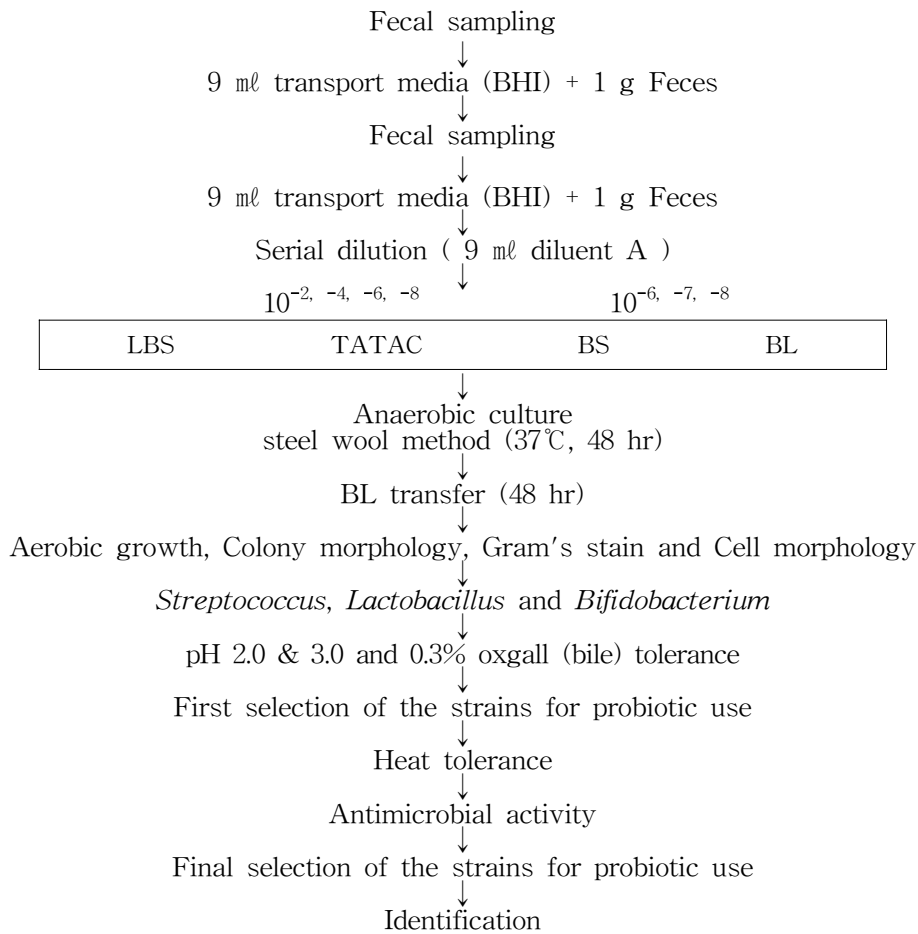 Fecal sampling
↓
9 ㎖ transport media (BHI) + 1 g Feces
↓
Fecal sampling
↓
9 ㎖ transport media (BHI) + 1 g Feces
↓
Serial dilution ( 9 ㎖ diluent A )
↓
10⁻², ⁻⁴, ⁻⁶, ⁻⁸ 10⁻⁶, ⁻⁷, ⁻⁸
LBS TATAC BS BL
↓
Anaerobic culture
steel wool method (37℃, 48 hr)
↓
BL transfer (48 hr)
↓
Aerobic growth, Colony morphology, Gram's stain and Cell morphology
↓
Streptococcus, Lactobacillus and Bifidobacterium
↓
pH 2.0 & 3.0 and 0.3% oxgall (bile) tolerance
↓
First selection of the strains for probiotic use
↓
Heat tolerance
↓
Antimicrobial activity
↓
Final selection of the strains for probiotic use
↓
Identification